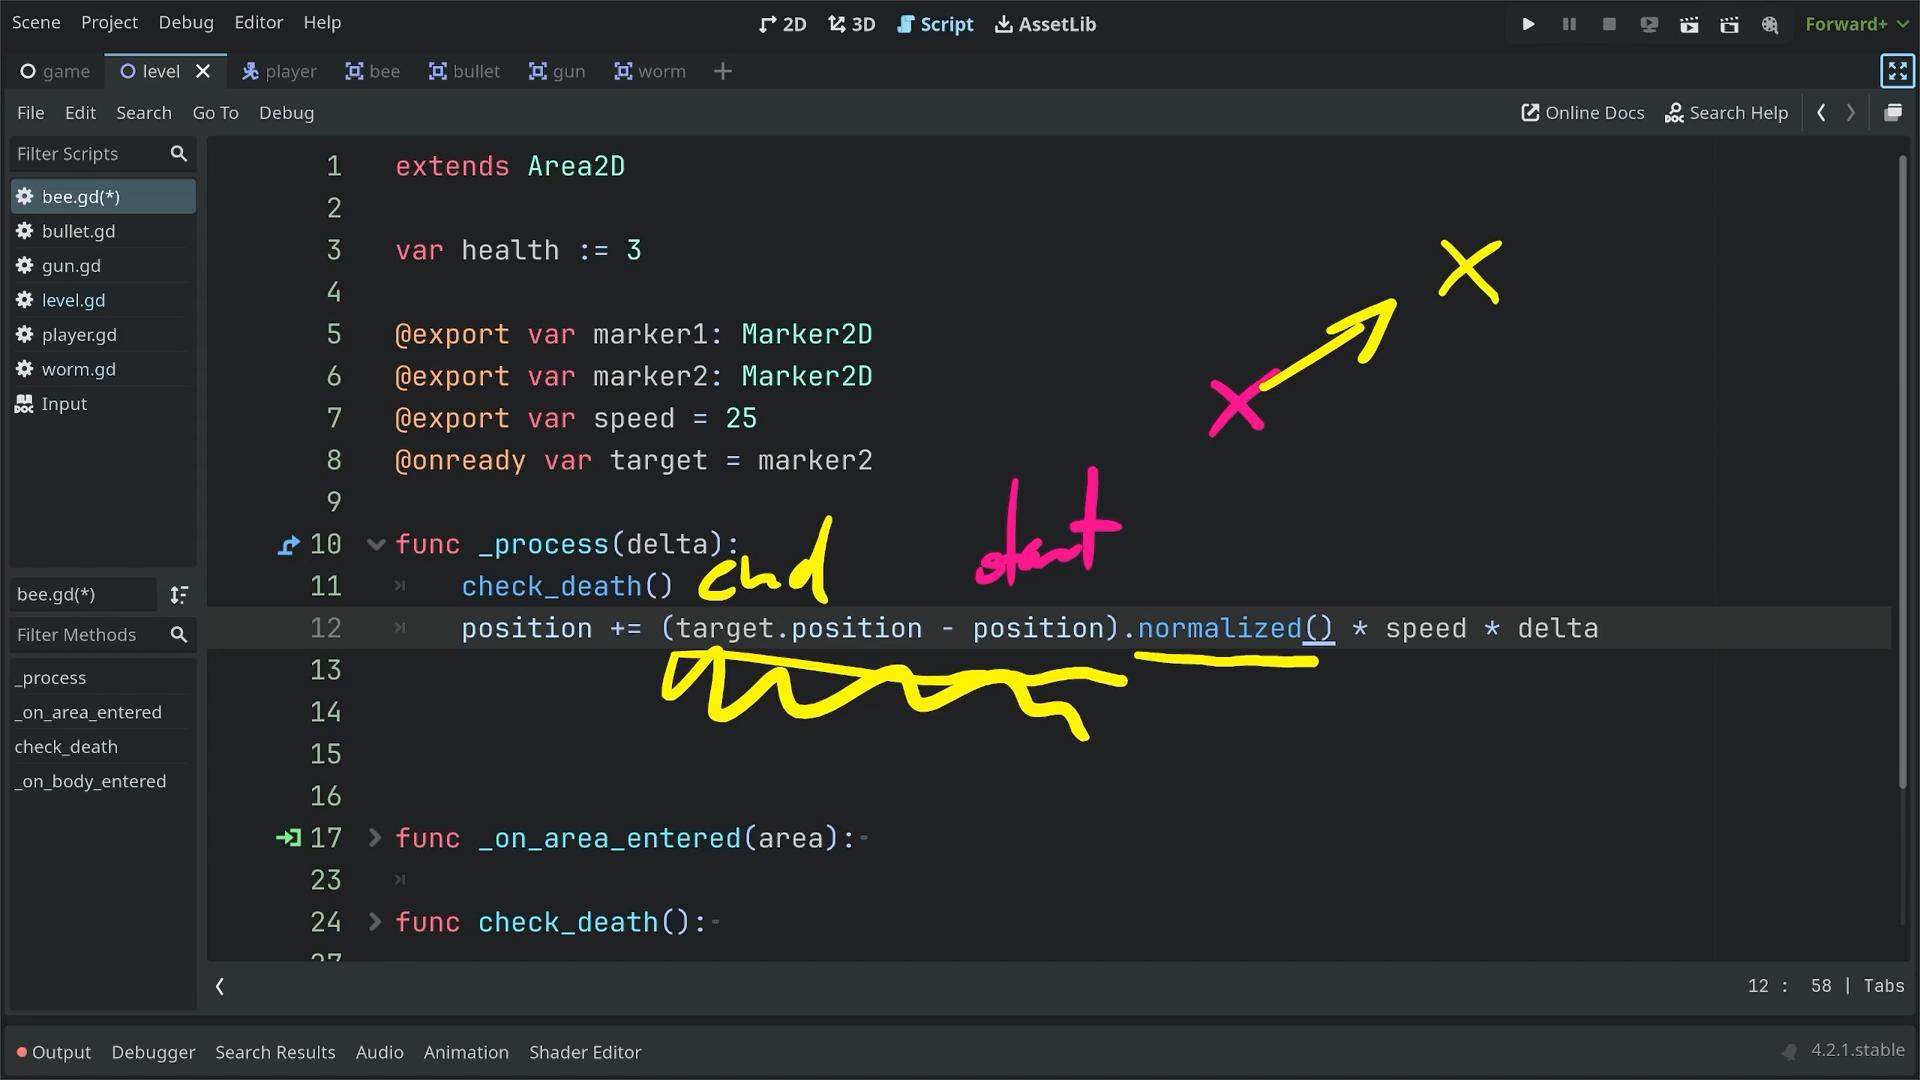 Scene Project Debug Editor Help
2D 3D Script AssetLib
Forward+
game level player bee bullet gun worm
File Edit Search Go To Debug
Online Docs Search Help
Filter Scripts
bee.gd(*)
bullet.gd
gun.gd
level.gd
player.gd
worm.gd
Input
bee.gd(*)
Filter Methods
_process
_on_area_entered
check_death
_on_body_entered
1 extends Area2D
2
3 var health := 3
4
5 @export var marker1: Marker2D
6 @export var marker2: Marker2D
7 @export var speed = 25
8 @onready var target = marker2
9
10 func _process(delta):
end start
11 check_death()
12 position += (target.position - position).normalized() * speed * delta
13
14
15
16
17 func _on_area_entered(area):
23
24 func check_death():
27
12 : 58 | Tabs
Output Debugger Search Results Audio Animation Shader Editor
4.2.1.stable